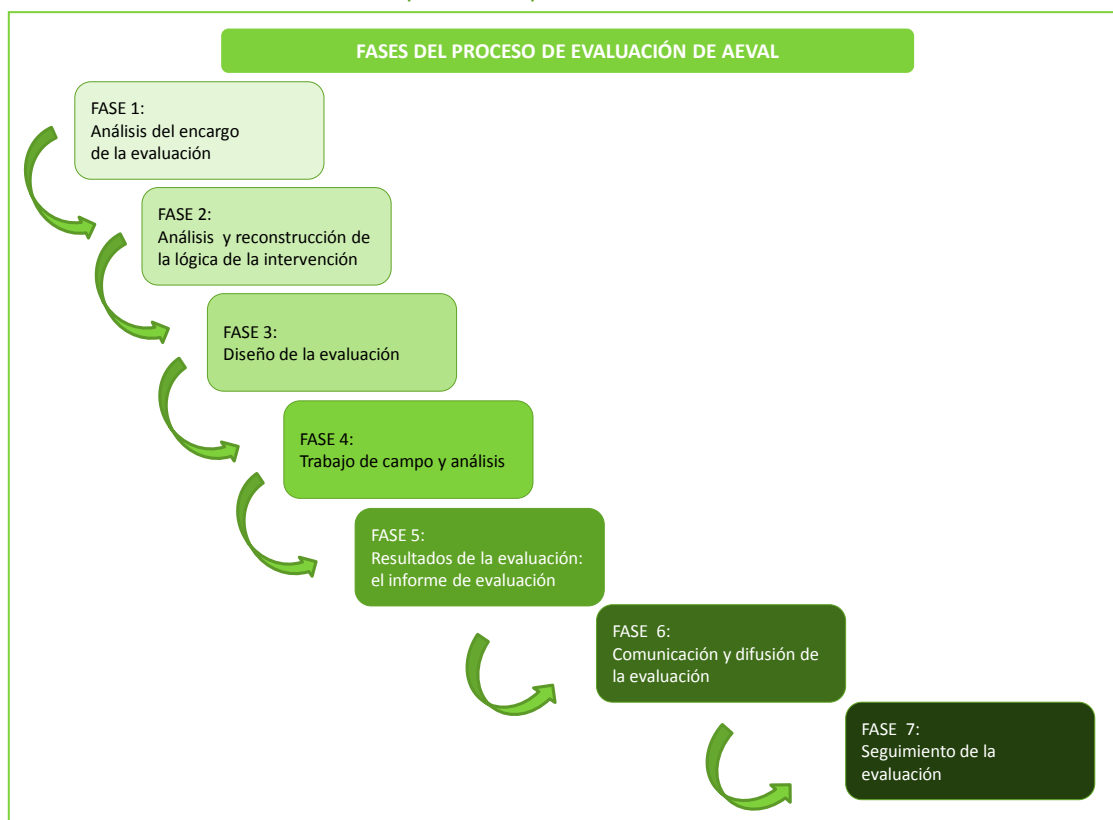 FASES DEL PROCESO DE EVALUACIÓN DE AEVAL
FASE 1:
Análisis del encargo
de la evaluación
FASE 2:
Análisis y reconstrucción de
la lógica de la intervención
FASE 3:
Diseño de la evaluación
FASE 4:
Trabajo de campo y análisis
FASE 5:
Resultados de la evaluación:
el informe de evaluación
FASE 6:
Comunicación y difusión de
la evaluación
FASE 7:
Seguimiento de la
evaluación